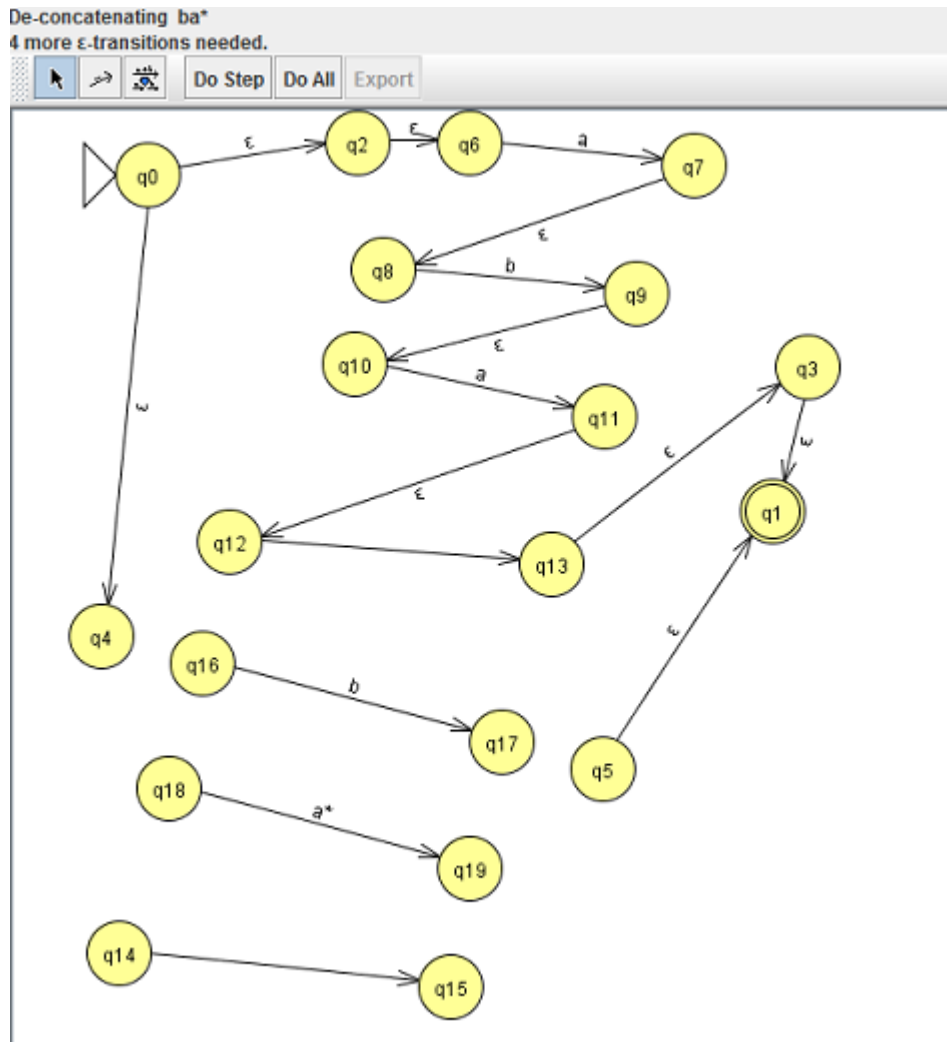 De-concatenating ba*
4 more ε-transitions needed.
Do Step Do All Export
ε
q2
ε
q6
a
q7
q0
ε
q8
b
q9
ε
q10
a
q11
q3
ε
ε
ε
ε
q12
q13
q1
q4
q16
ε
b
q17
q5
q18
a*
q19
q14
q15